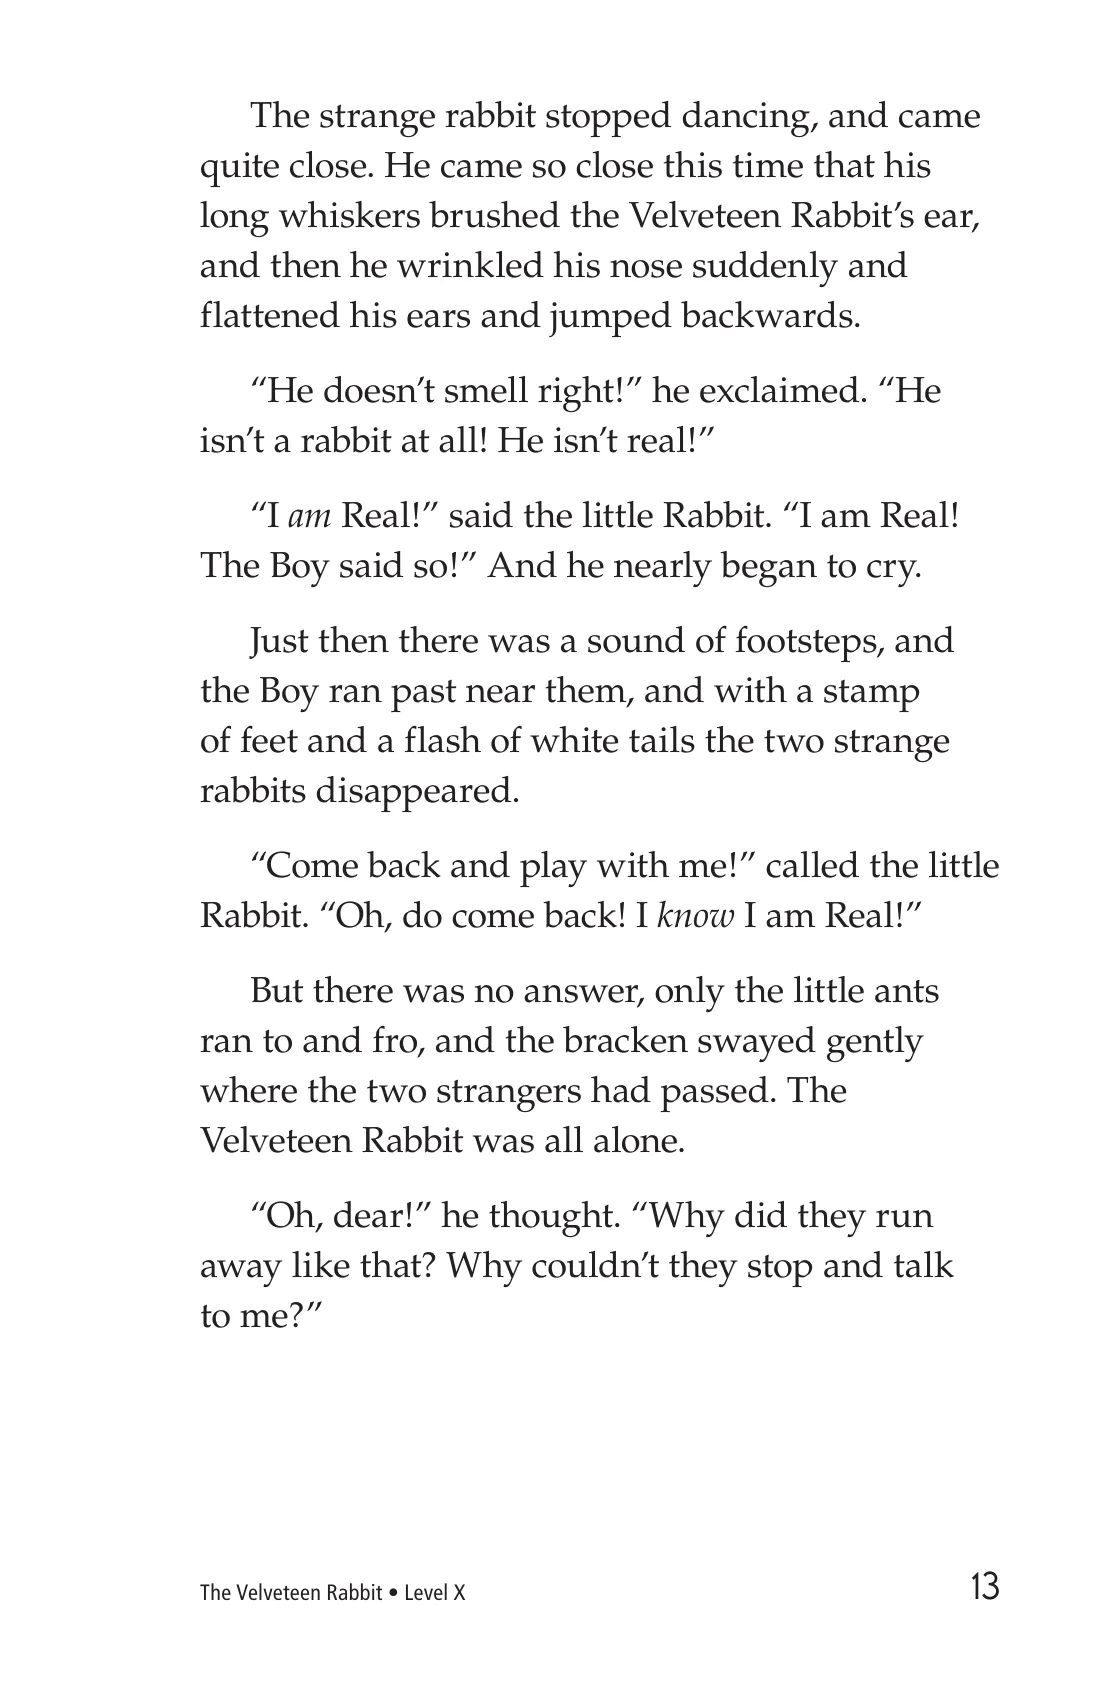 The strange rabbit stopped dancing, and came
quite close. He came so close this time that his
long whiskers brushed the Velveteen Rabbit’s ear,
and then he wrinkled his nose suddenly and
flattened his ears and jumped backwards.
“He doesn’t smell right!” he exclaimed. “He
isn’t a rabbit at all! He isn’t real!”
“I am Real!” said the little Rabbit. “I am Real!
The Boy said so!” And he nearly began to cry.
Just then there was a sound of footsteps, and
the Boy ran past near them, and with a stamp
of feet and a flash of white tails the two strange
rabbits disappeared.
“Come back and play with me!” called the little
Rabbit. “Oh, do come back! I know I am Real!”
But there was no answer, only the little ants
ran to and fro, and the bracken swayed gently
where the two strangers had passed. The
Velveteen Rabbit was all alone.
“Oh, dear!” he thought. “Why did they run
away like that? Why couldn’t they stop and talk
to me?”
The Velveteen Rabbit • Level X
13